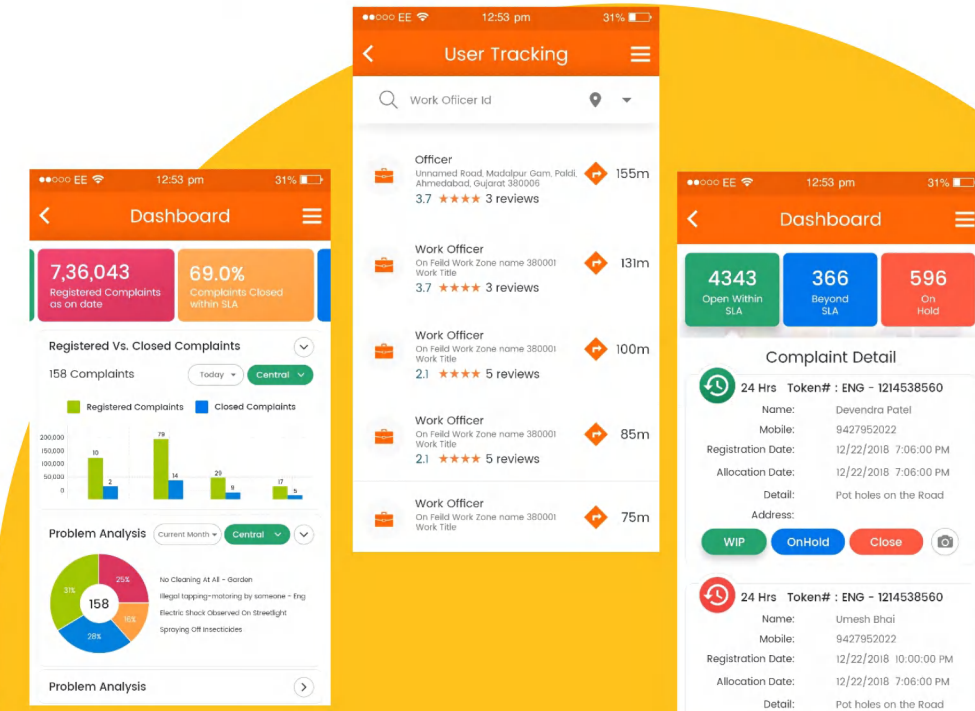 EE 12:53 pm 31%
Dashboard
7,36,043
Registered Complaints
as on date
69.0%
Complaints Closed
within SLA
Registered Vs. Closed Complaints
158 Complaints Today Central
Registered Complaints Closed Complaints
200,000
150,000
100,000
50,000
0
10 2 79 14 29 9 17 5
Problem Analysis Current Month Central
31% 25% 16% 28%
158
No Cleaning At All - Garden
Illegal tapping-motoring by someone - Eng
Electric Shock Observed On Streetlight
Spraying Off Insecticides
Problem Analysis
EE 12:53 pm 31%
User Tracking
Work Ofiicer Id
Officer
Unnamed Road, Madalpur Gam, Paldi,
Ahmedabad, Gujarat 380006
3.7 ★★★★ 3 reviews
155m
Work Officer
On Feild Work Zone name 380001
Work Title
3.7 ★★★★ 3 reviews
131m
Work Officer
On Feild Work Zone name 380001
Work Title
2.1 ★★★★ 5 reviews
100m
Work Officer
On Feild Work Zone name 380001
Work Title
2.1 ★★★★ 5 reviews
85m
Work Officer
On Feild Work Zone name 380001
Work Title
75m
EE 12:53 pm 31%
Dashboard
4343
Open Within
SLA
366
Beyond
SLA
596
On
Hold
Complaint Detail
24 Hrs Token# : ENG - 1214538560
Name: Devendra Patel
Mobile: 9427952022
Registration Date: 12/22/2018 7:06:00 PM
Allocation Date: 12/22/2018 7:06:00 PM
Detail: Pot holes on the Road
Address:
WIP OnHold Close
24 Hrs Token# : ENG - 1214538560
Name: Umesh Bhai
Mobile: 9427952022
Registration Date: 12/22/2018 10:00:00 PM
Allocation Date: 12/22/2018 7:06:00 PM
Detail: Pot holes on the Road